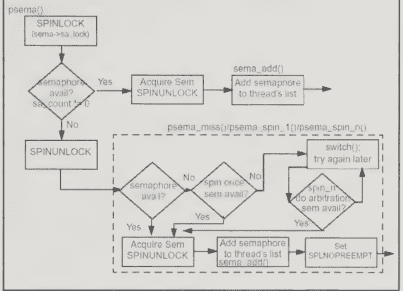 psema()
SPINLOCK
(sema->sa_lock)
semaphore
avail?
sa_count != 0
Yes
Acquire Sem
SPINUNLOCK
sema_add()
Add semaphore
to thread's list
No
psema_miss()/psema_spin_1()/psema_spin_n()
SPINUNLOCK
switch();
try again later
semaphore
avail?
No
spin once
sem avail?
No
spin_n
do arbitration
sem avail?
Yes
Yes
Yes
Acquire Sem
SPINUNLOCK
Add semaphore
to thread's list
sema_add()
Set
SPLNOPREEMPT